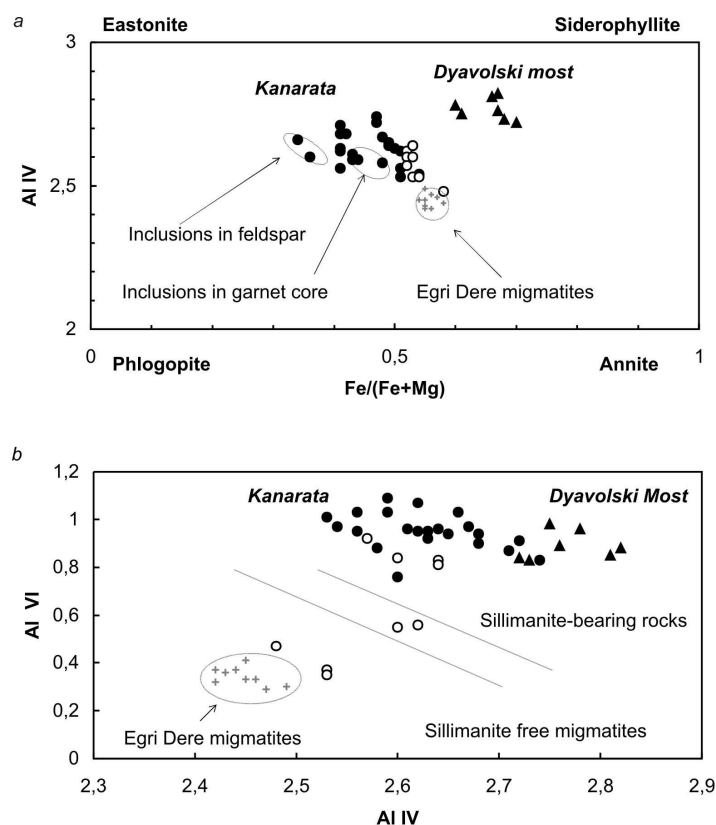 a
Eastonite Siderophyllite
3
Kanarata Dyavolski most
Al IV
2,5
Inclusions in feldspar
Inclusions in garnet core Egri Dere migmatites
2
0 0,5 1
Phlogopite Annite
Fe/(Fe+Mg)
b
1,2
Kanarata Dyavolski Most
1
0,8
Al VI
Sillimanite-bearing rocks
0,6
0,4
0,2
Egri Dere migmatites Sillimanite free migmatites
0
2,3 2,4 2,5 2,6 2,7 2,8 2,9
Al IV